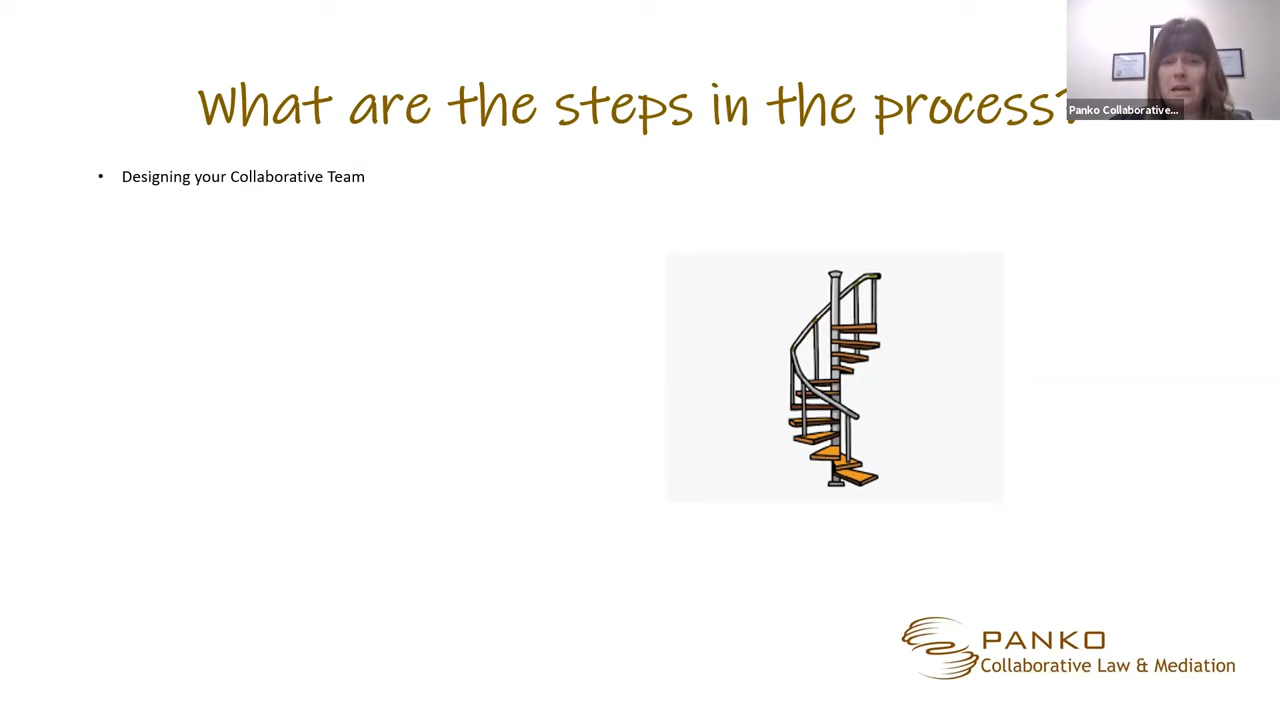 What are the steps in the process?
Panko Collaborative...
• Designing your Collaborative Team
PANKO
Collaborative Law & Mediation